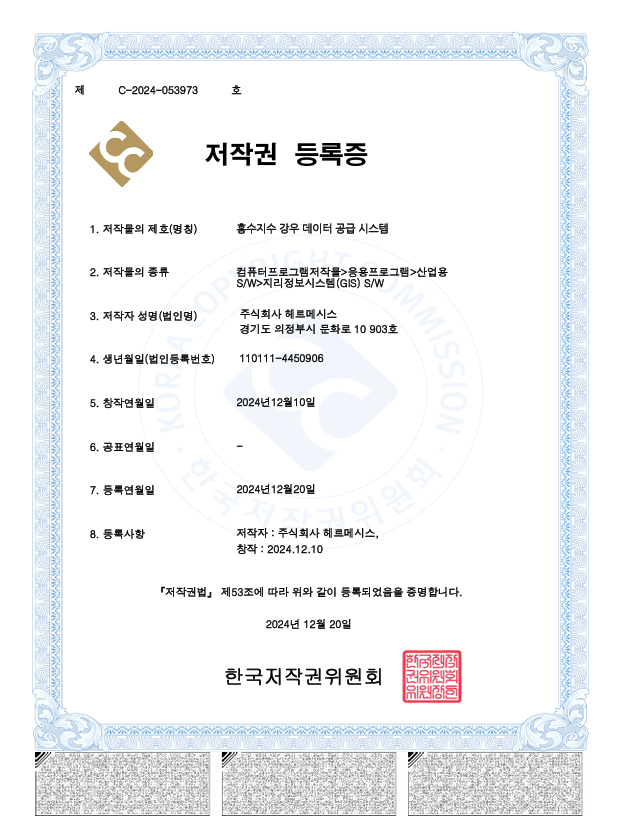 제 C-2024-053973 호
저작권 등록증
1. 저작물의 제호(명칭) 홍수지수 강우 데이터 공급 시스템
2. 저작물의 종류 컴퓨터프로그램저작물>응용프로그램>산업용
S/W>지리정보시스템(GIS) S/W
3. 저작자 성명(법인명) 주식회사 헤르메시스
경기도 의정부시 문화로 10 903호
4. 생년월일(법인등록번호) 110111-4450906
5. 창작연월일 2024년12월10일
6. 공표연월일 -
7. 등록연월일 2024년12월20일
8. 등록사항 저작자 : 주식회사 헤르메시스,
창작 : 2024.12.10
『저작권법』 제53조에 따라 위와 같이 등록되었음을 증명합니다.
2024년 12월 20일
한국저작권위원회
KOREA COPYRIGHT COMMISSION
한국저작권위원회